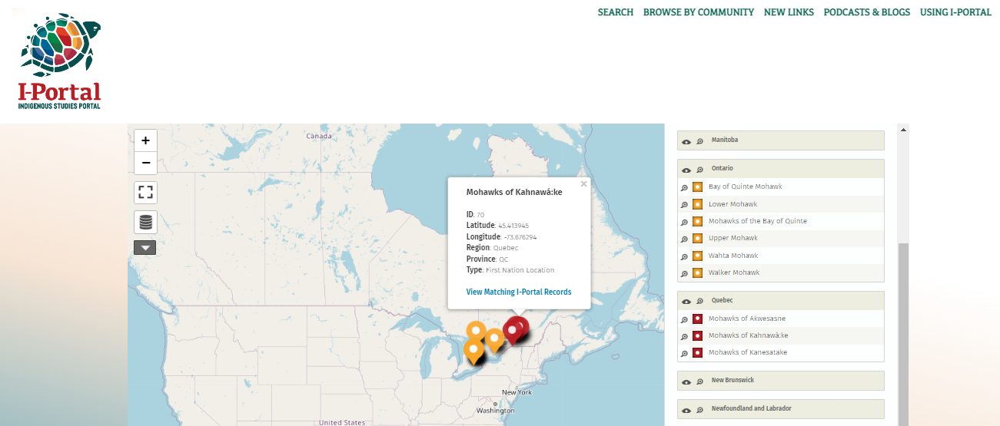 SEARCH BROWSE BY COMMUNITY NEW LINKS PODCASTS & BLOGS USING I-PORTAL
I-Portal
INDIGENOUS STUDIES PORTAL
+
−
Canada
Mohawks of Kahnawá:ke
×
ID: 70
Latitude: 45.413945
Longitude: -73.676294
Region: Quebec
Province: QC
Type: First Nation Location
View Matching I-Portal Records
New York
Washington
United States
Manitoba
Ontario
Bay of Quinte Mohawk
Lower Mohawk
Mohawks of the Bay of Quinte
Upper Mohawk
Wahta Mohawk
Walker Mohawk
Quebec
Mohawks of Akwesasne
Mohawks of Kahnawá:ke
Mohawks of Kanesatake
New Brunswick
Newfoundland and Labrador